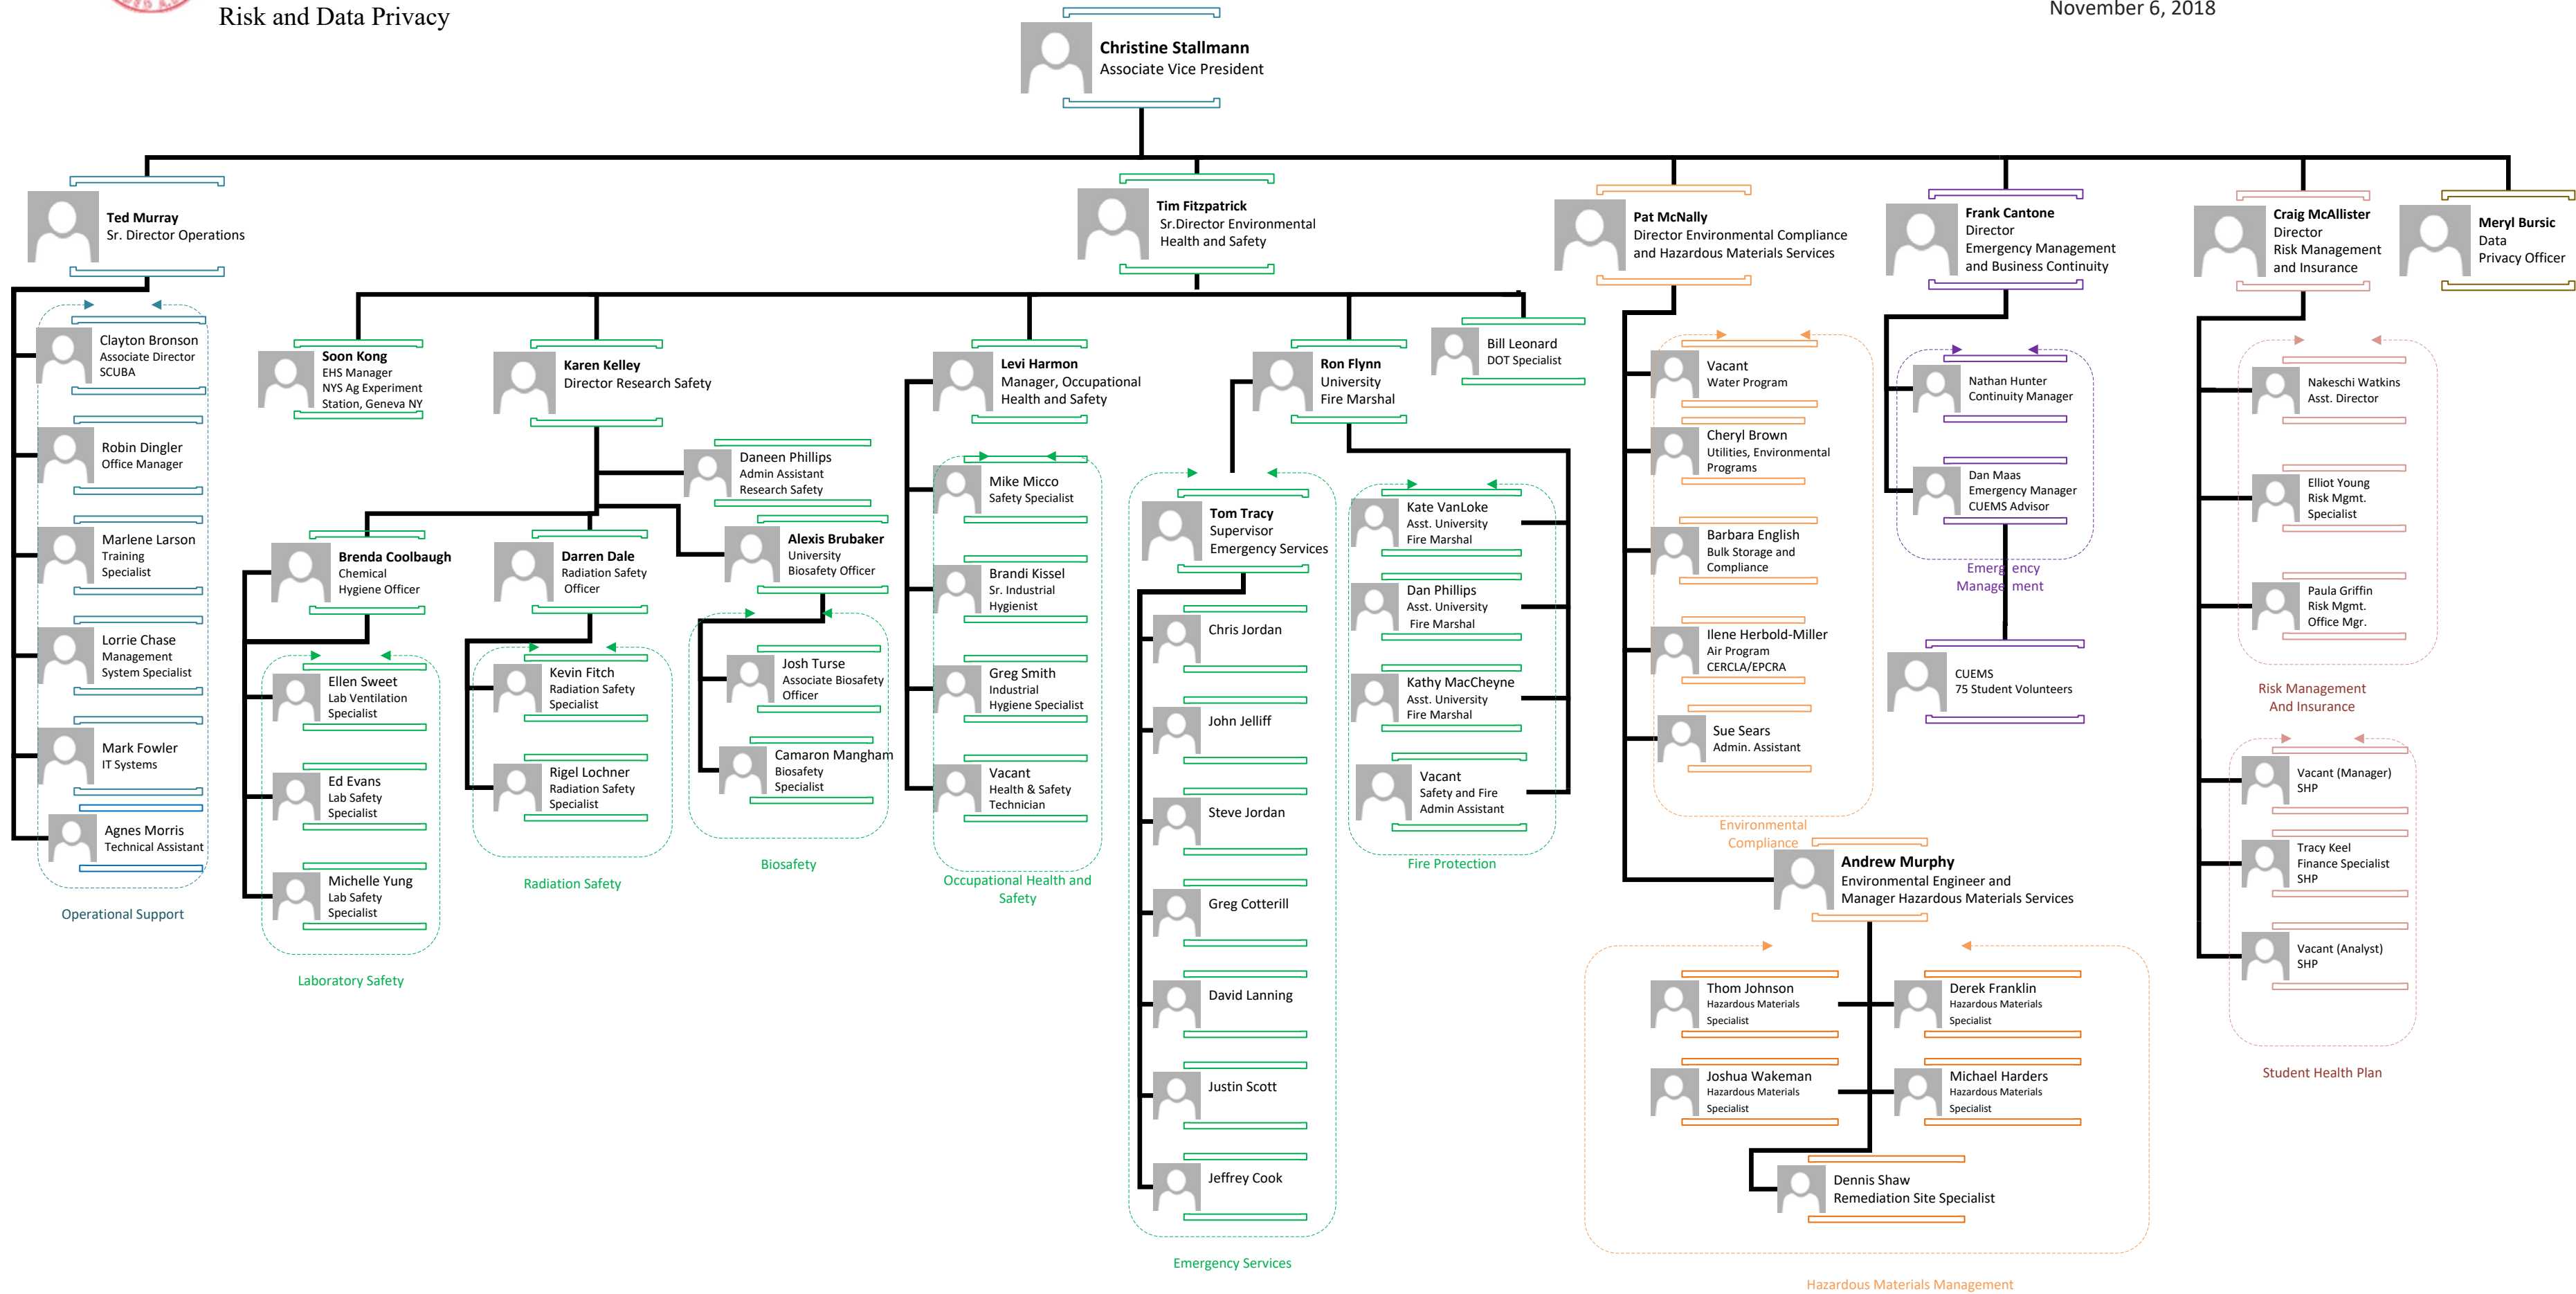 Risk and Data Privacy
November 6, 2018
Christine Stallmann
Associate Vice President
Ted Murray
Sr. Director Operations
Tim Fitzpatrick
Sr.Director Environmental
Health and Safety
Pat McNally
Director Environmental Compliance
and Hazardous Materials Services
Frank Cantone
Director
Emergency Management
and Business Continuity
Craig McAllister
Director
Risk Management
and Insurance
Meryl Bursic
Data
Privacy Officer
Clayton Bronson
Associate Director
SCUBA
Robin Dingler
Office Manager
Marlene Larson
Training
Specialist
Lorrie Chase
Management
System Specialist
Mark Fowler
IT Systems
Agnes Morris
Technical Assistant
Operational Support
Soon Kong
EHS Manager
NYS Ag Experiment
Station, Geneva NY
Karen Kelley
Director Research Safety
Daneen Phillips
Admin Assistant
Research Safety
Brenda Coolbaugh
Chemical
Hygiene Officer
Ellen Sweet
Lab Ventilation
Specialist
Ed Evans
Lab Safety
Specialist
Michelle Yung
Lab Safety
Specialist
Laboratory Safety
Darren Dale
Radiation Safety
Officer
Kevin Fitch
Radiation Safety
Specialist
Rigel Lochner
Radiation Safety
Specialist
Radiation Safety
Alexis Brubaker
University
Biosafety Officer
Josh Turse
Associate Biosafety
Officer
Camaron Mangham
Biosafety
Specialist
Biosafety
Levi Harmon
Manager, Occupational
Health and Safety
Mike Micco
Safety Specialist
Brandi Kissel
Sr. Industrial
Hygienist
Greg Smith
Industrial
Hygiene Specialist
Vacant
Health & Safety
Technician
Occupational Health and
Safety
Ron Flynn
University
Fire Marshal
Bill Leonard
DOT Specialist
Tom Tracy
Supervisor
Emergency Services
Chris Jordan
John Jelliff
Steve Jordan
Greg Cotterill
David Lanning
Justin Scott
Jeffrey Cook
Emergency Services
Kate VanLoke
Asst. University
Fire Marshal
Dan Phillips
Asst. University
Fire Marshal
Kathy MacCheyne
Asst. University
Fire Marshal
Vacant
Safety and Fire
Admin Assistant
Fire Protection
Vacant
Water Program
Cheryl Brown
Utilities, Environmental
Programs
Barbara English
Bulk Storage and
Compliance
Ilene Herbold-Miller
Air Program
CERCLA/EPCRA
Sue Sears
Admin. Assistant
Environmental
Compliance
Andrew Murphy
Environmental Engineer and
Manager Hazardous Materials Services
Thom Johnson
Hazardous Materials
Specialist
Derek Franklin
Hazardous Materials
Specialist
Joshua Wakeman
Hazardous Materials
Specialist
Michael Harders
Hazardous Materials
Specialist
Dennis Shaw
Remediation Site Specialist
Hazardous Materials Management
Nathan Hunter
Continuity Manager
Dan Maas
Emergency Manager
CUEMS Advisor
Emergency
Management
CUEMS
75 Student Volunteers
Nakeschi Watkins
Asst. Director
Elliot Young
Risk Mgmt.
Specialist
Paula Griffin
Risk Mgmt.
Office Mgr.
Risk Management
And Insurance
Vacant (Manager)
SHP
Tracy Keel
Finance Specialist
SHP
Vacant (Analyst)
SHP
Student Health Plan